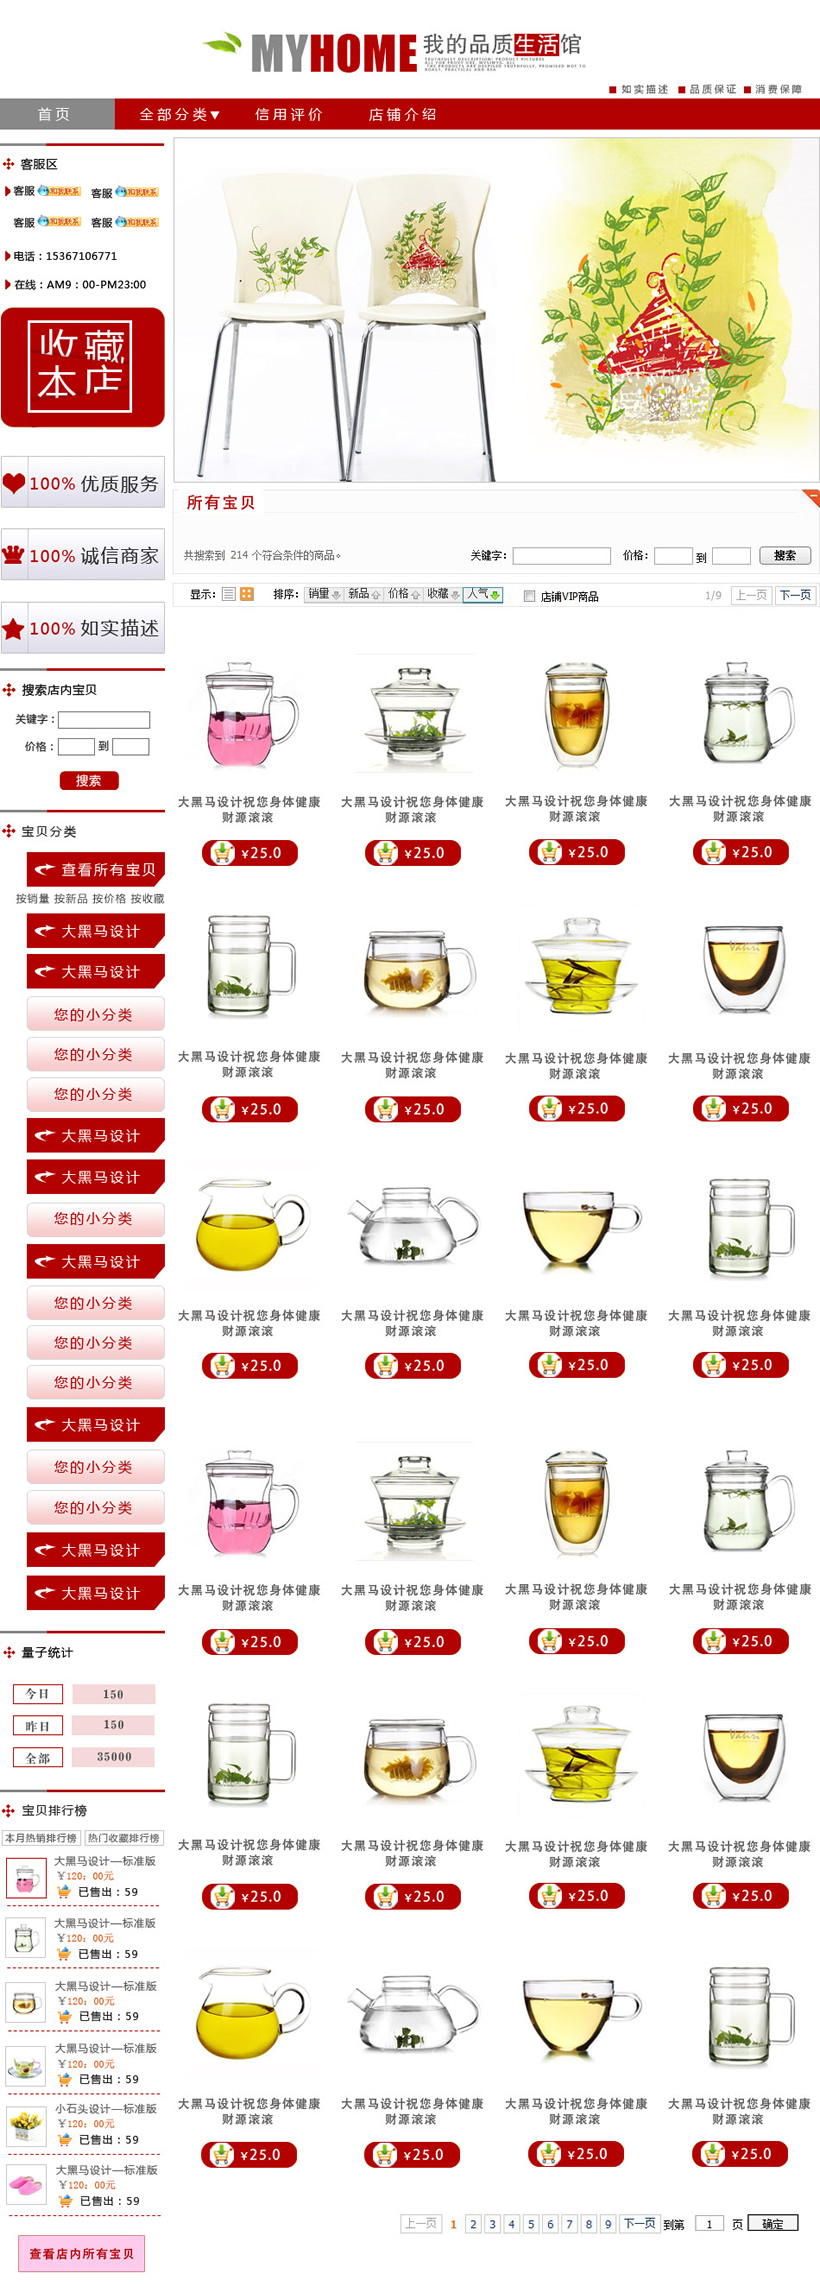 MYHOME 我的品质生活馆
如实描述 品质保证 消费保障
首页 全部分类▼ 信用评价 店铺介绍
客服区
客服 和我联系 客服 和我联系
客服 和我联系 客服 和我联系
电话：15367106771
在线：AM9：00-PM23:00
收藏
本店
100% 优质服务
100% 诚信商家
100% 如实描述
搜索店内宝贝
关键字：
价格： 到
搜索
宝贝分类
查看所有宝贝
按销量 按新品 按价格 按收藏
大黑马设计
大黑马设计
您的小分类
您的小分类
您的小分类
大黑马设计
大黑马设计
您的小分类
大黑马设计
您的小分类
您的小分类
您的小分类
大黑马设计
您的小分类
您的小分类
大黑马设计
大黑马设计
量子统计
今日 150
昨日 150
全部 35000
宝贝排行榜
本月热销排行榜 热门收藏排行榜
大黑马设计—标准版
￥120：00元
已售出：59
大黑马设计—标准版
￥120：00元
已售出：59
大黑马设计—标准版
￥120：00元
已售出：59
大黑马设计—标准版
￥120：00元
已售出：59
小石头设计—标准版
￥120：00元
已售出：59
大黑马设计—标准版
￥120：00元
已售出：59
查看店内所有宝贝
所有宝贝
共搜索到 214 个符合条件的商品。 关键字： 价格： 到 搜索
显示： 排序： 销量 新品 价格 收藏 人气 店铺VIP商品 1/9 上一页 下一页
大黑马设计祝您身体健康 大黑马设计祝您身体健康 大黑马设计祝您身体健康 大黑马设计祝您身体健康
财源滚滚 财源滚滚 财源滚滚 财源滚滚
¥25.0 ¥25.0 ¥25.0 ¥25.0
大黑马设计祝您身体健康 大黑马设计祝您身体健康 大黑马设计祝您身体健康 大黑马设计祝您身体健康
财源滚滚 财源滚滚 财源滚滚 财源滚滚
¥25.0 ¥25.0 ¥25.0 ¥25.0
大黑马设计祝您身体健康 大黑马设计祝您身体健康 大黑马设计祝您身体健康 大黑马设计祝您身体健康
财源滚滚 财源滚滚 财源滚滚 财源滚滚
¥25.0 ¥25.0 ¥25.0 ¥25.0
大黑马设计祝您身体健康 大黑马设计祝您身体健康 大黑马设计祝您身体健康 大黑马设计祝您身体健康
财源滚滚 财源滚滚 财源滚滚 财源滚滚
¥25.0 ¥25.0 ¥25.0 ¥25.0
大黑马设计祝您身体健康 大黑马设计祝您身体健康 大黑马设计祝您身体健康 大黑马设计祝您身体健康
财源滚滚 财源滚滚 财源滚滚 财源滚滚
¥25.0 ¥25.0 ¥25.0 ¥25.0
大黑马设计祝您身体健康 大黑马设计祝您身体健康 大黑马设计祝您身体健康 大黑马设计祝您身体健康
财源滚滚 财源滚滚 财源滚滚 财源滚滚
¥25.0 ¥25.0 ¥25.0 ¥25.0
上一页 1 2 3 4 5 6 7 8 9 下一页 到第 1 页 确定